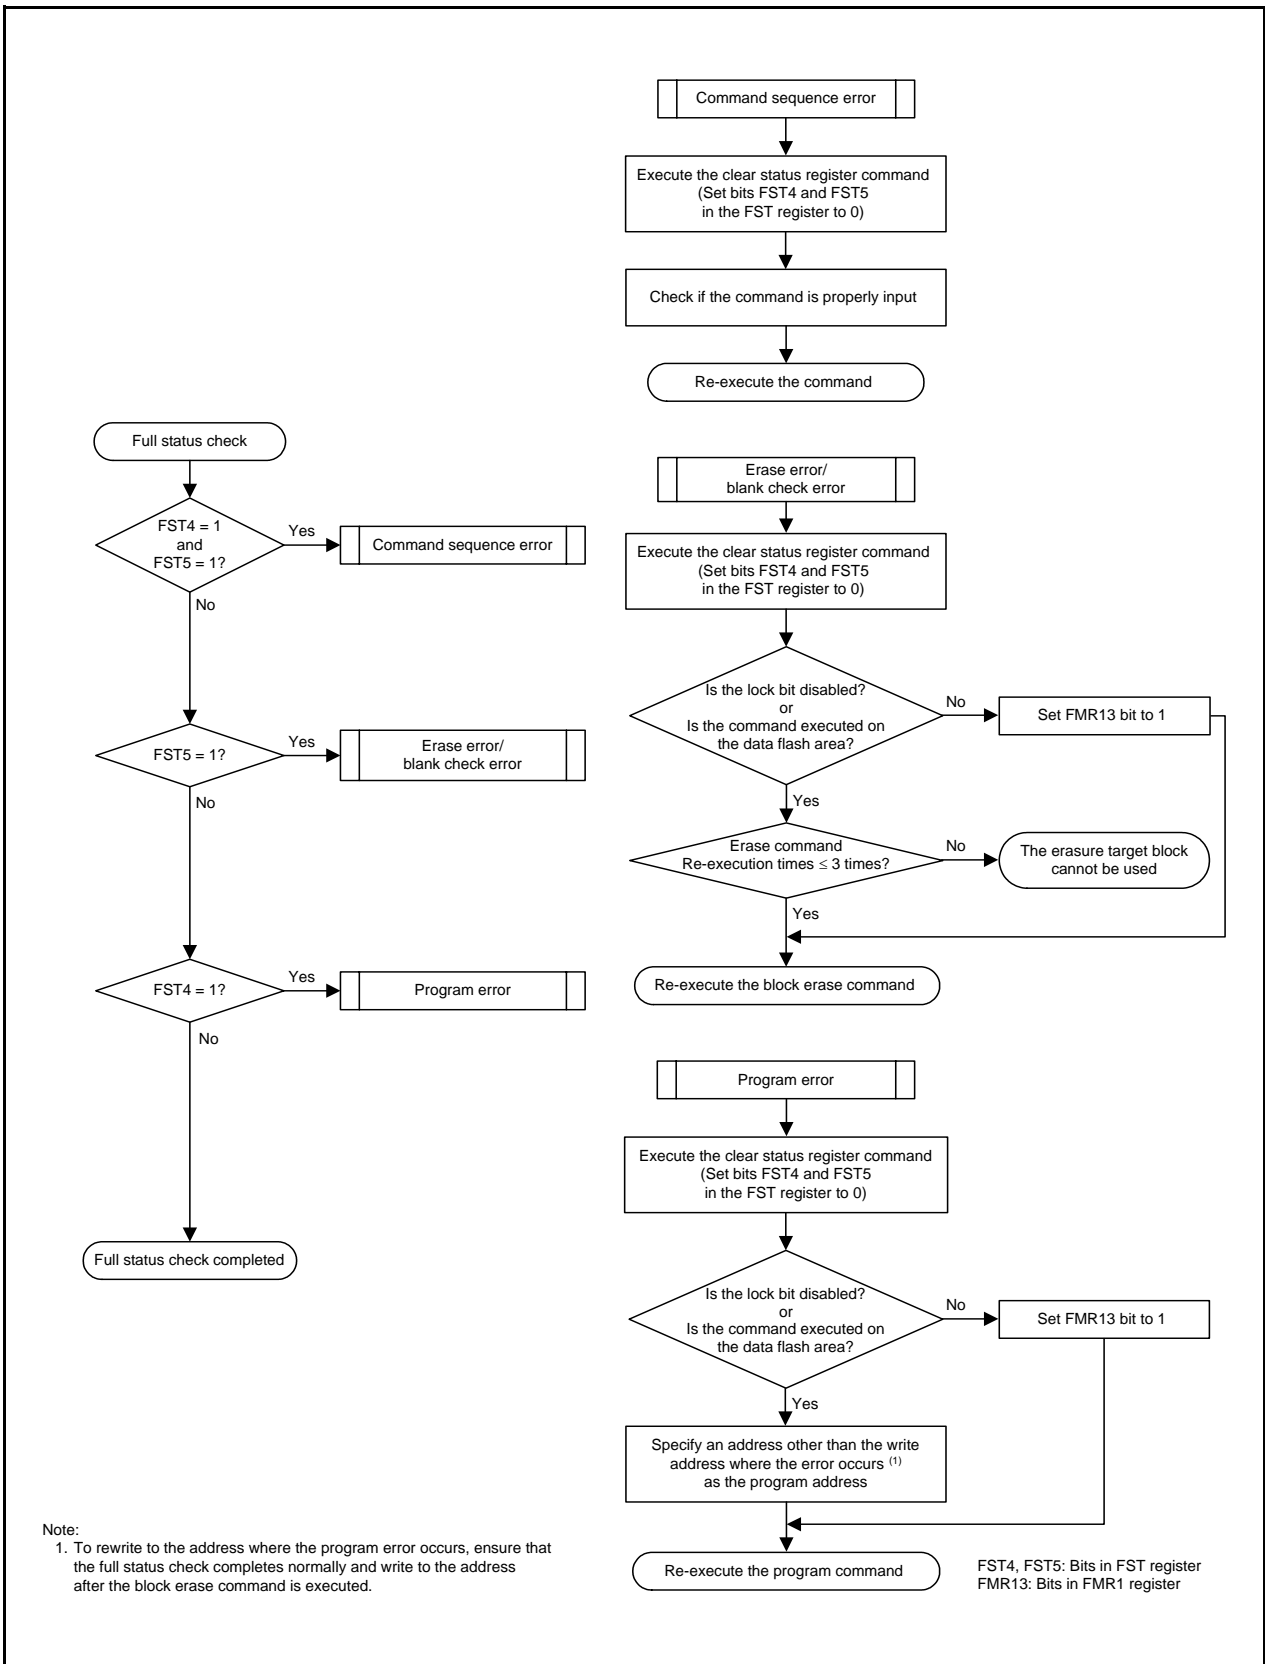 Command sequence error
Execute the clear status register command
(Set bits FST4 and FST5
in the FST register to 0)
Check if the command is properly input
Re-execute the command
Full status check
FST4 = 1
and
FST5 = 1?
Yes
Command sequence error
No
FST5 = 1?
Yes
Erase error/
blank check error
No
FST4 = 1?
Yes
Program error
No
Full status check completed
Erase error/
blank check error
Execute the clear status register command
(Set bits FST4 and FST5
in the FST register to 0)
Is the lock bit disabled?
or
Is the command executed on
the data flash area?
No
Set FMR13 bit to 1
Yes
Erase command
Re-execution times ≤ 3 times?
No
The erasure target block
cannot be used
Yes
Re-execute the block erase command
Program error
Execute the clear status register command
(Set bits FST4 and FST5
in the FST register to 0)
Is the lock bit disabled?
or
Is the command executed on
the data flash area?
No
Set FMR13 bit to 1
Yes
Specify an address other than the write
address where the error occurs (1)
as the program address
Re-execute the program command
Note:
1. To rewrite to the address where the program error occurs, ensure that
the full status check completes normally and write to the address
after the block erase command is executed.
FST4, FST5: Bits in FST register
FMR13: Bits in FMR1 register